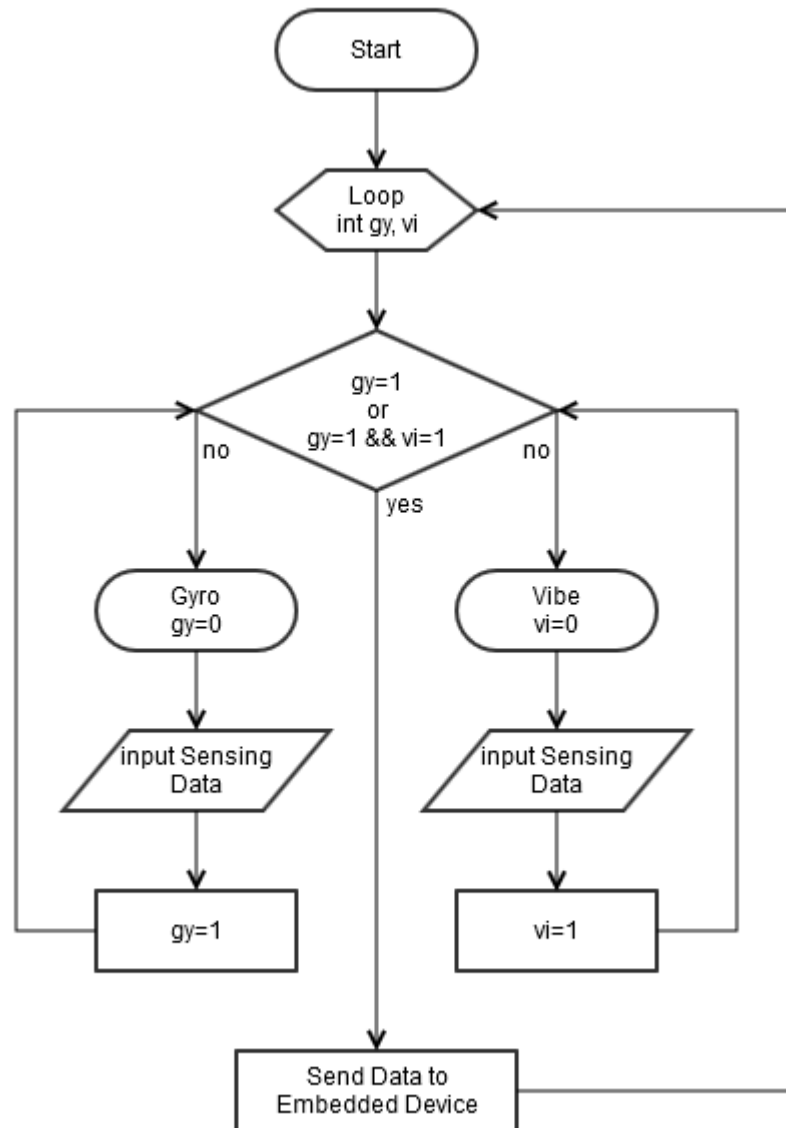 Start
Loop
int gy, vi
gy=1
or
gy=1 && vi=1
no
no
yes
Gyro
gy=0
Vibe
vi=0
input Sensing
Data
input Sensing
Data
gy=1
vi=1
Send Data to
Embedded Device